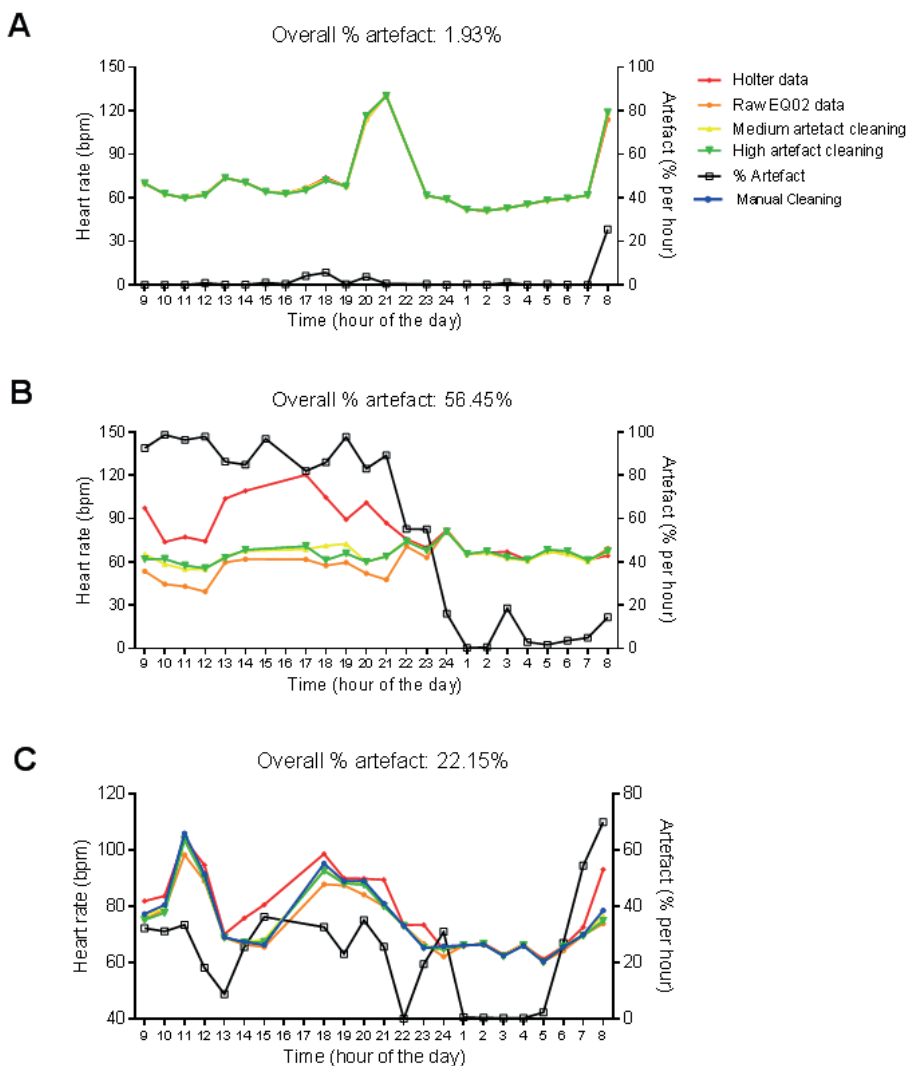 A
Overall % artefact: 1.93%
150
120
90
60
30
0
Heart rate (bpm)
100
80
60
40
20
0
Artefact (% per hour)
9 10 11 12 13 14 15 16 17 18 19 20 21 23 24 1 2 3 4 5 6 7 8
Time (hour of the day)
Holter data
Raw EQ02 data
Medium artetact cleaning
High artefact cleaning
% Artefact
Manual Cleaning
B
Overall % artefact: 56.45%
150
120
90
60
30
0
Heart rate (bpm)
100
80
60
40
20
0
Artefact (% per hour)
9 10 11 12 13 14 15 17 18 19 20 21 22 23 24 1 2 3 4 5 6 7 8
Time (hour of the day)
C
Overall % artefact: 22.15%
120
100
80
60
40
Heart rate (bpm)
80
60
40
20
0
Artefact (% per hour)
9 10 11 12 13 14 15 16 17 18 19 20 21 22 23 24 1 2 3 4 5 6 7 8
Time (hour of the day)